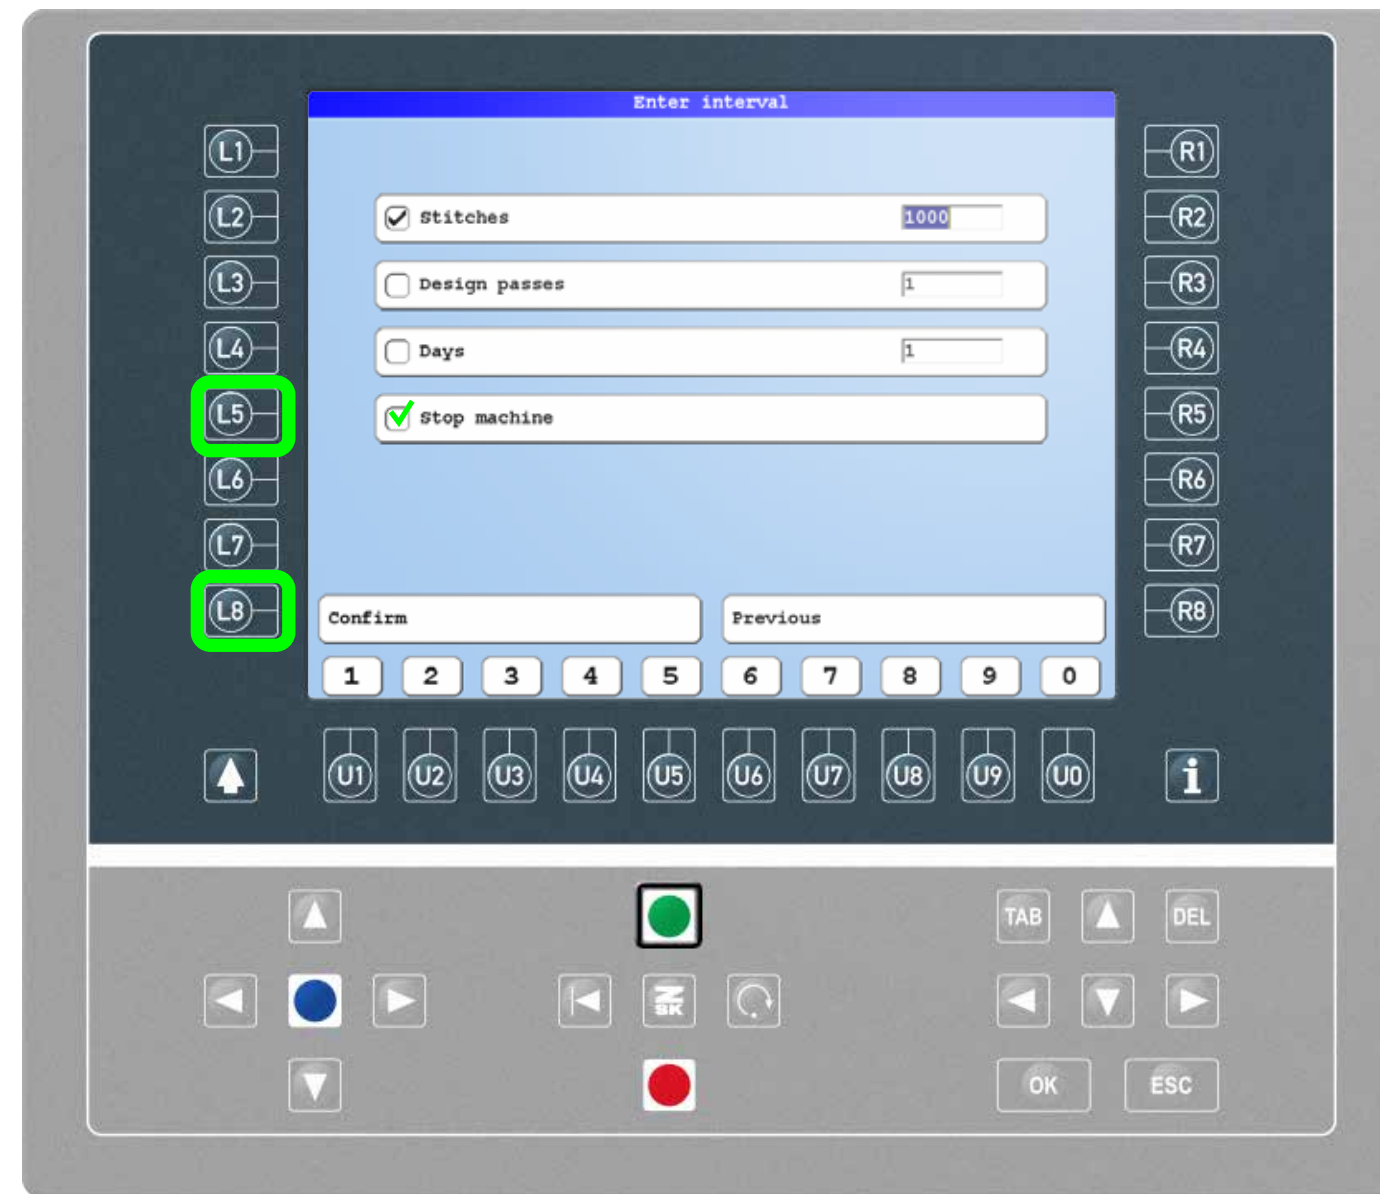 Enter interval
L1
R1
L2
Stitches 1000
R2
L3
Design passes 1
R3
L4
Days 1
R4
L5
Stop machine
R5
L6
R6
L7
R7
L8
Confirm
Previous
R8
1 2 3 4 5 6 7 8 9 0
U1 U2 U3 U4 U5 U6 U7 U8 U9 U0
i
TAB
DEL
ZSK
OK
ESC